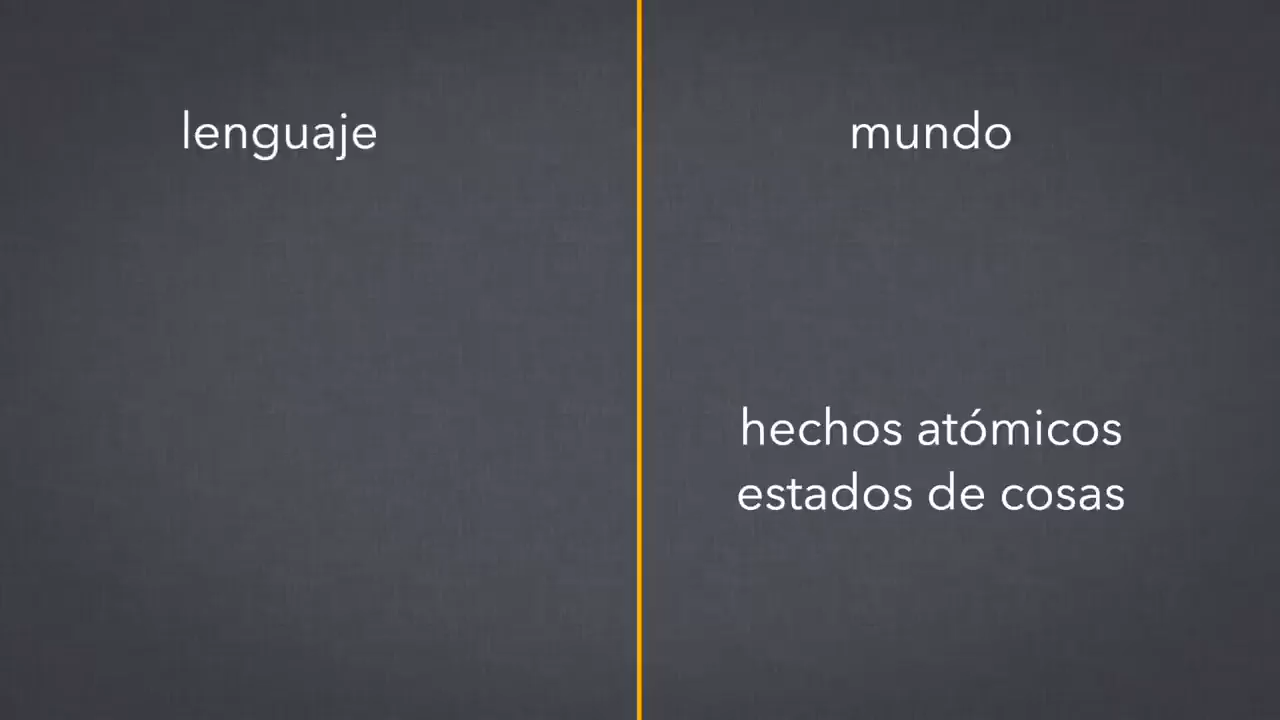 lenguaje
mundo
hechos atómicos
estados de cosas